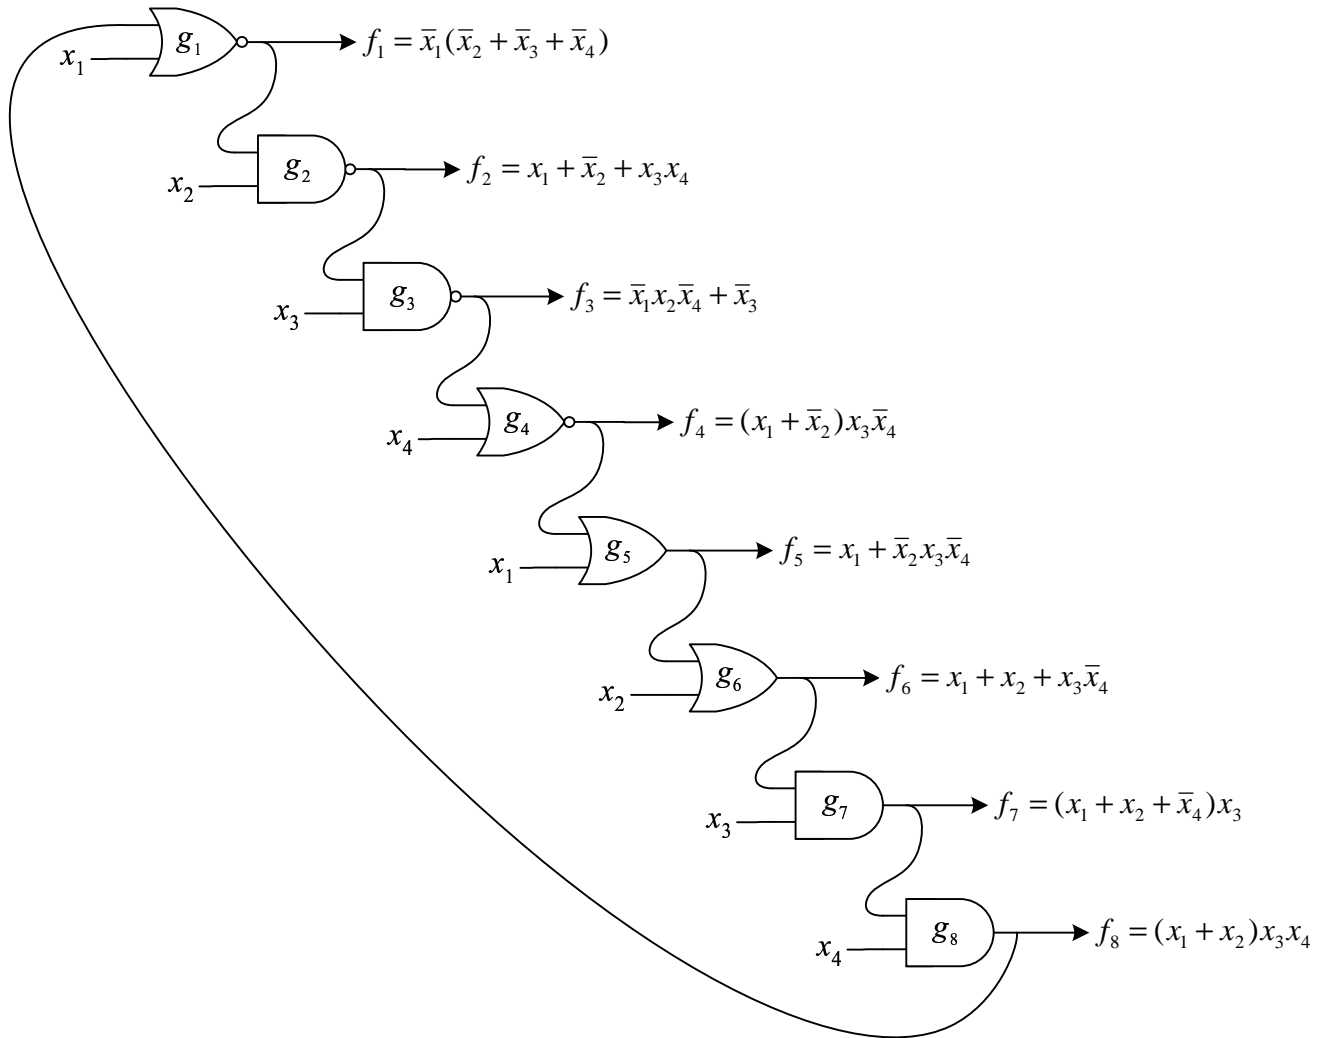 g₁ f₁ = x̅₁(x̅₂ + x̅₃ + x̅₄)
x₁
g₂ f₂ = x₁ + x̅₂ + x₃x₄
x₂
g₃ f₃ = x̅₁x₂x̅₄ + x̅₃
x₃
g₄ f₄ = (x₁ + x̅₂)x₃x̅₄
x₄
g₅ f₅ = x₁ + x̅₂x₃x̅₄
x₁
g₆ f₆ = x₁ + x₂ + x₃x̅₄
x₂
g₇ f₇ = (x₁ + x₂ + x̅₄)x₃
x₃
g₈ f₈ = (x₁ + x₂)x₃x₄
x₄